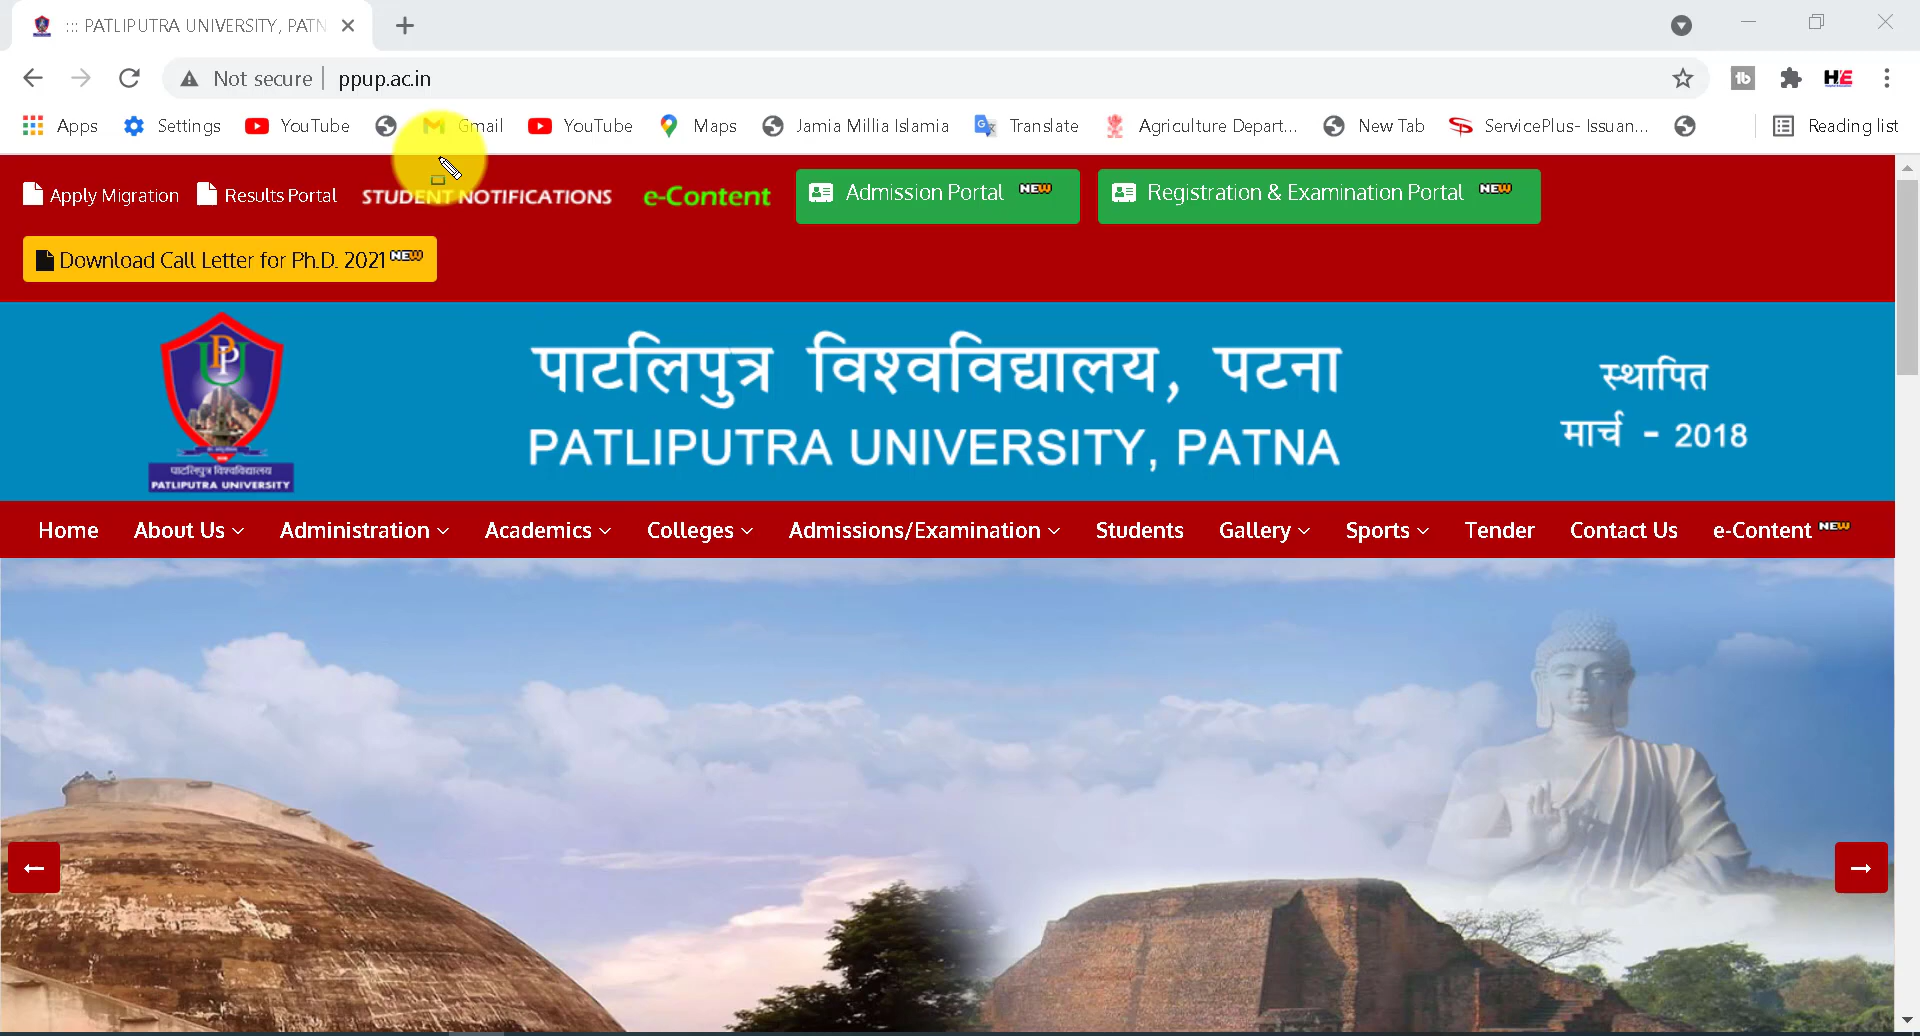 ::: PATLIPUTRA UNIVERSITY, PATN
Not secure ppup.ac.in
Apps Settings YouTube Gmail YouTube Maps Jamia Millia Islamia Translate Agriculture Depart... New Tab ServicePlus- Issuan... Reading list
Apply Migration Results Portal STUDENT NOTIFICATIONS e-Content Admission Portal NEW Registration & Examination Portal NEW
Download Call Letter for Ph.D. 2021 NEW
पाटलिपुत्र विश्वविद्यालय, पटना
PATLIPUTRA UNIVERSITY, PATNA
स्थापित
मार्च - 2018
PPU
पाटलिपुत्र विश्वविद्यालय
PATLIPUTRA UNIVERSITY
Home About Us Administration Academics Colleges Admissions/Examination Students Gallery Sports Tender Contact Us e-Content NEW